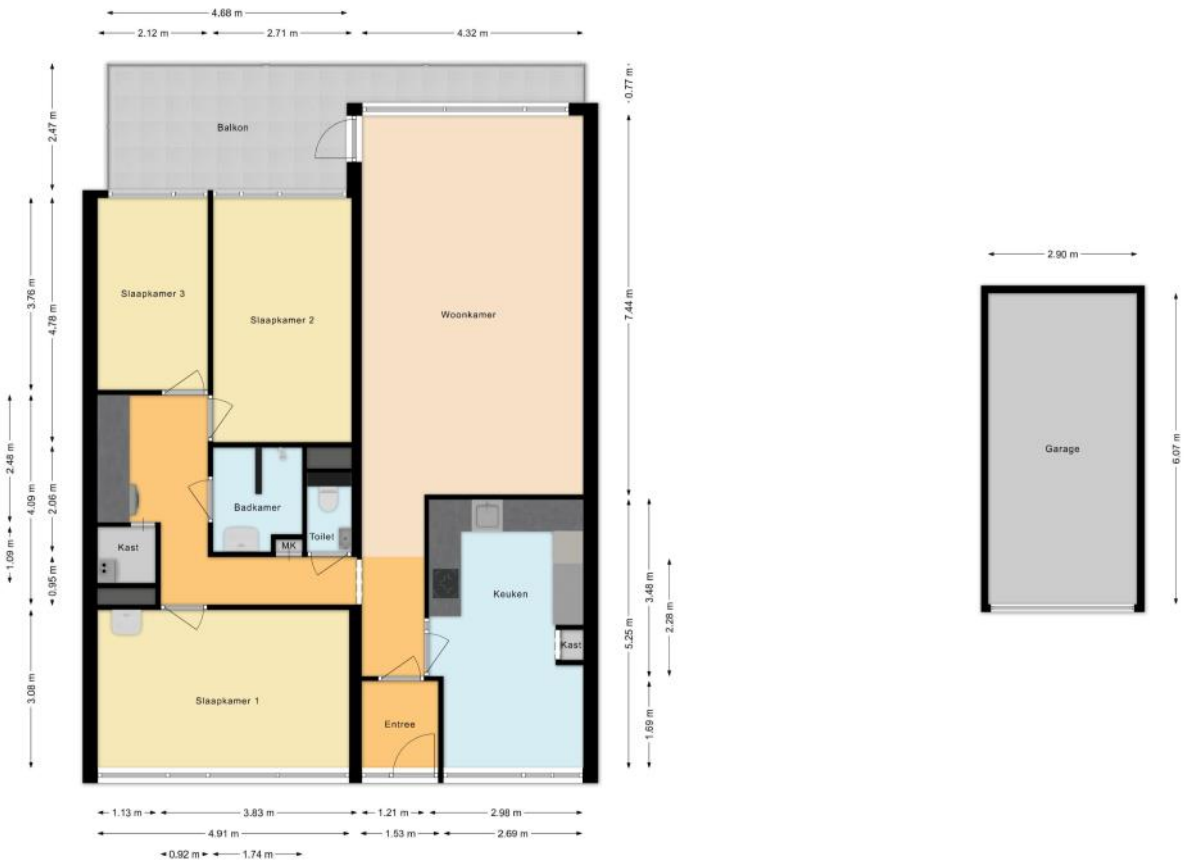 4.68 m
2.12 m
2.71 m
4.32 m
2.47 m
0.77 m
Balkon
3.76 m
4.78 m
Slaapkamer 3
Slaapkamer 2
Woonkamer
7.44 m
2.90 m
Garage
6.07 m
2.48 m
4.09 m
2.06 m
Badkamer
Toilet
MK
Kast
1.09 m
0.95 m
Keuken
Kast
3.48 m
5.25 m
2.28 m
3.08 m
Slaapkamer 1
Entree
1.69 m
1.13 m
3.83 m
1.21 m
2.98 m
4.91 m
1.53 m
2.69 m
0.92 m
1.74 m